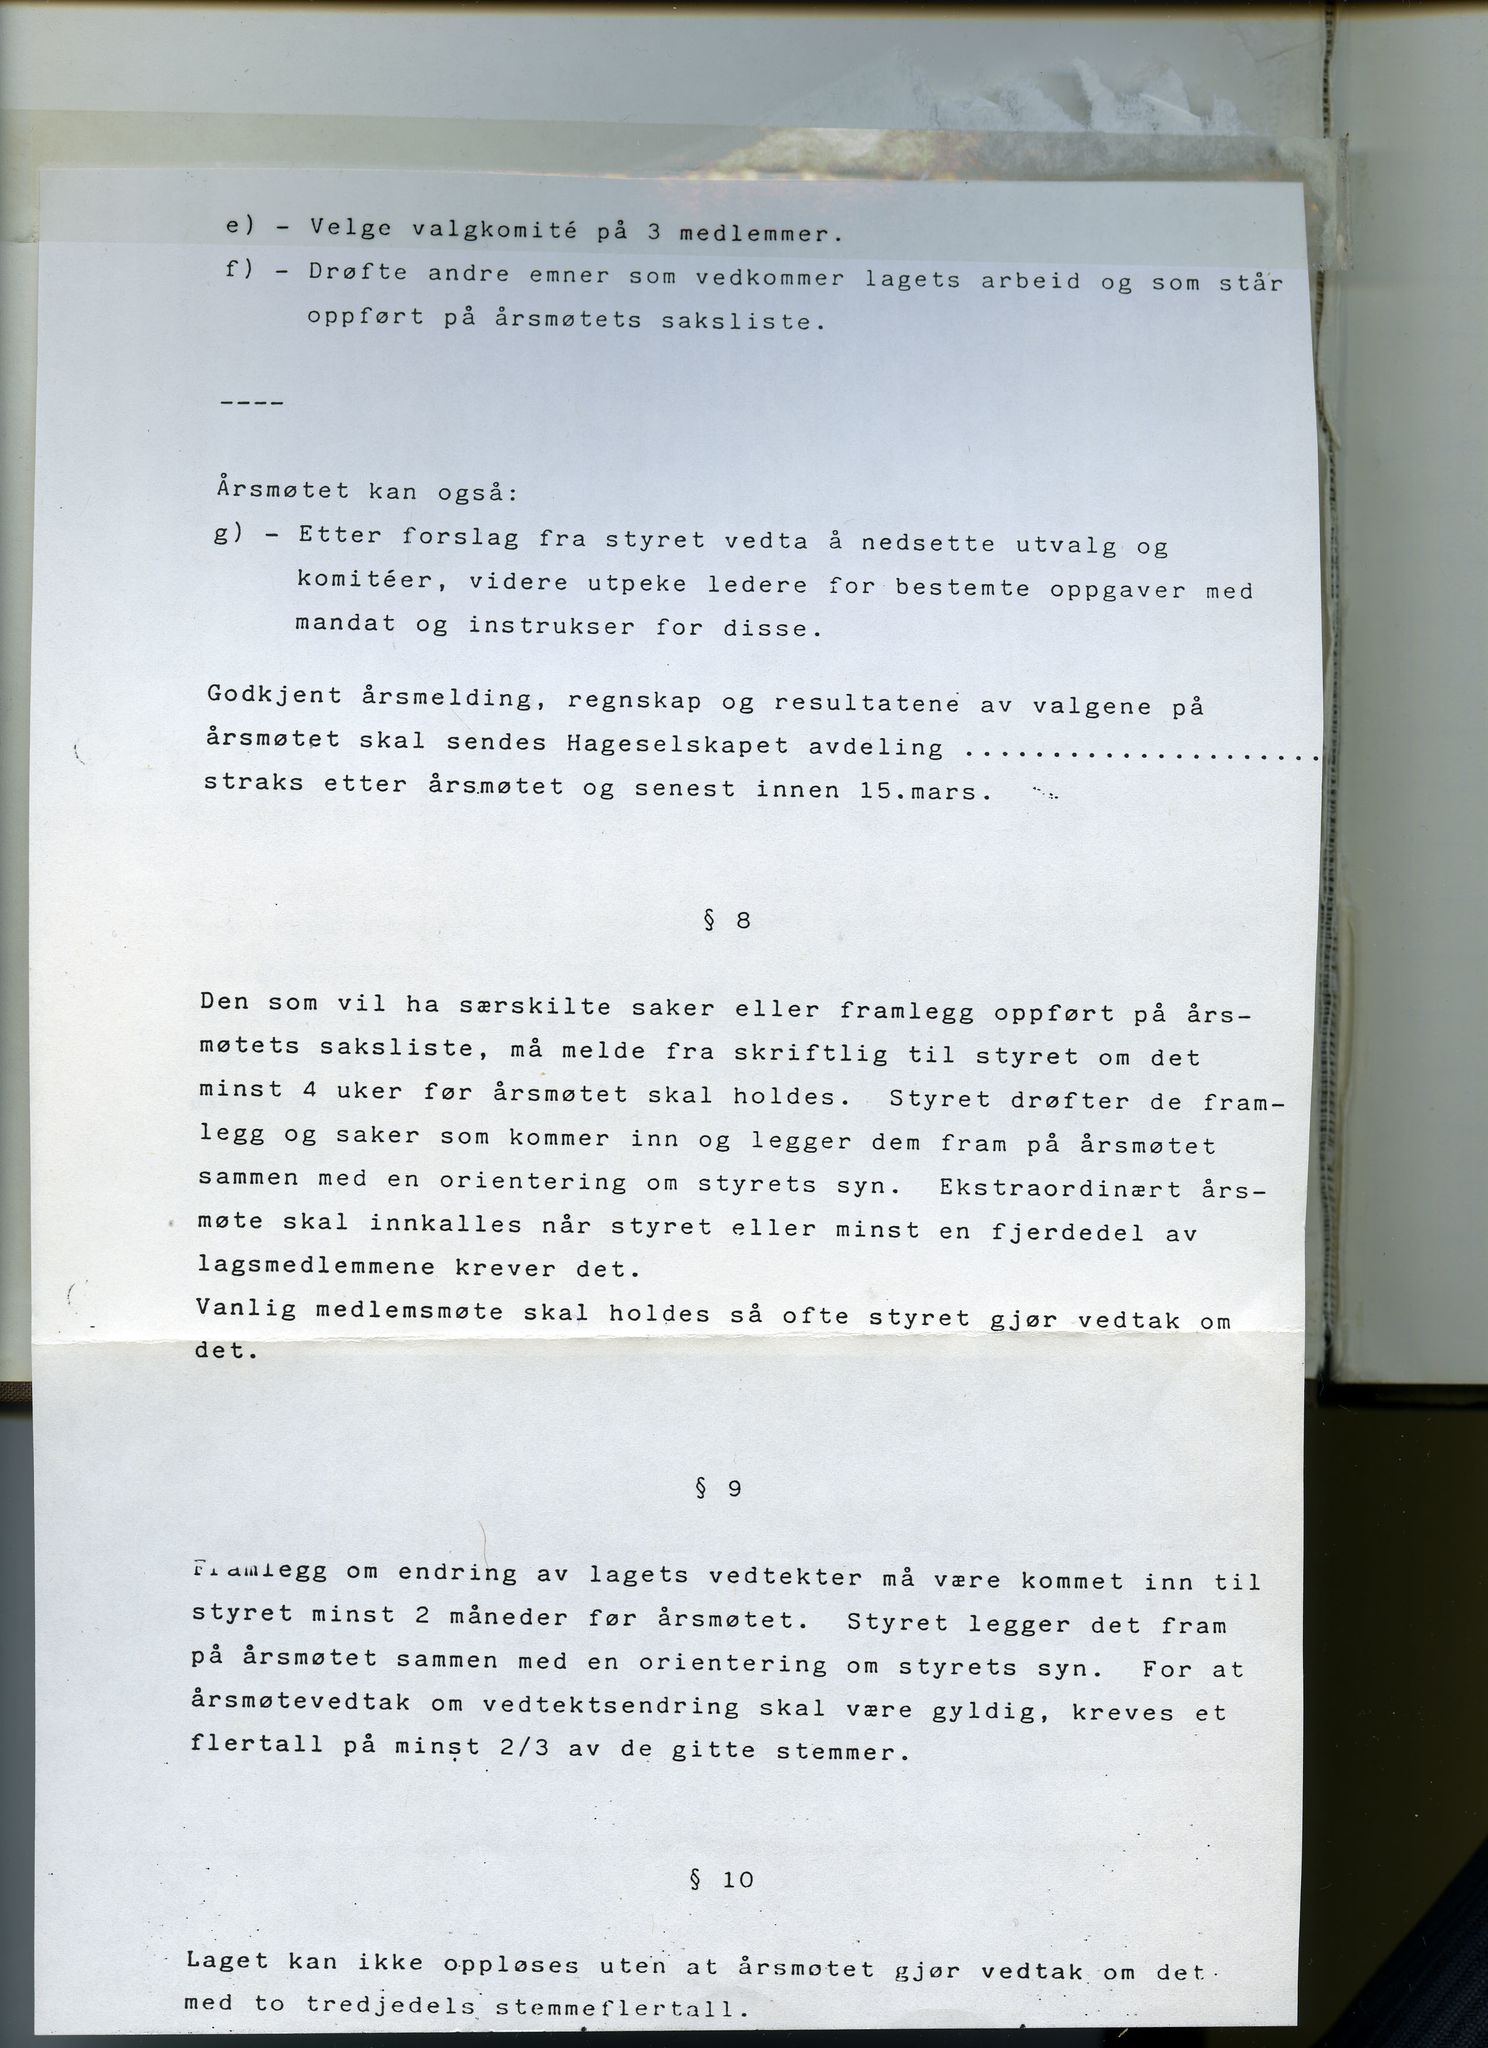 e) - Velge valgkomité på 3 medlemmer.
f) - Drøfte andre emner som vedkommer lagets arbeid og som står
oppført på årsmøtets saksliste.
----
Årsmøtet kan også:
g) - Etter forslag fra styret vedta å nedsette utvalg og
komitéer, videre utpeke ledere for bestemte oppgaver med
mandat og instrukser for disse.
Godkjent årsmelding, regnskap og resultatene av valgene på
årsmøtet skal sendes Hageselskapet avdeling .....................
straks etter årsmøtet og senest innen 15.mars.
§ 8
Den som vil ha særskilte saker eller framlegg oppført på års-
møtets saksliste, må melde fra skriftlig til styret om det
minst 4 uker før årsmøtet skal holdes. Styret drøfter de fram-
legg og saker som kommer inn og legger dem fram på årsmøtet
sammen med en orientering om styrets syn. Ekstraordinært års-
møte skal innkalles når styret eller minst en fjerdedel av
lagsmedlemmene krever det.
Vanlig medlemsmøte skal holdes så ofte styret gjør vedtak om
det.
§ 9
Framlegg om endring av lagets vedtekter må være kommet inn til
styret minst 2 måneder før årsmøtet. Styret legger det fram
på årsmøtet sammen med en orientering om styrets syn. For at
årsmøtevedtak om vedtektsendring skal være gyldig, kreves et
flertall på minst 2/3 av de gitte stemmer.
§ 10
Laget kan ikke oppløses uten at årsmøtet gjør vedtak om det
med to tredjedels stemmeflertall.